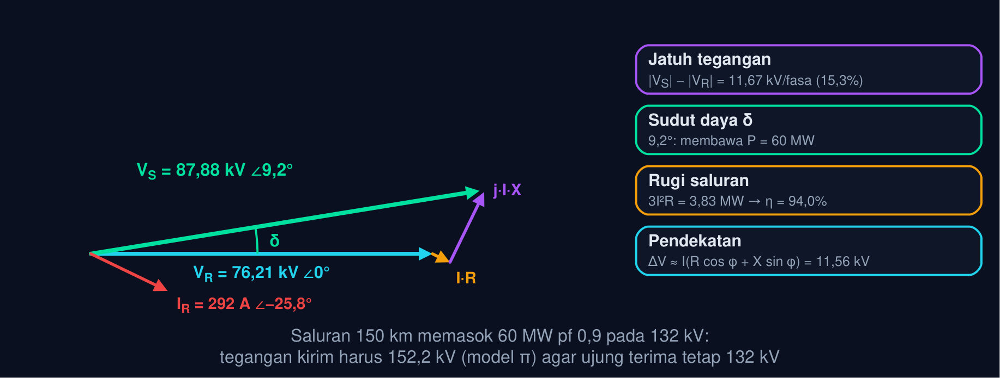 Jatuh tegangan
|VS| – |VR| = 11,67 kV/fasa (15,3%)
Sudut daya δ
9,2°: membawa P = 60 MW
Rugi saluran
3I²R = 3,83 MW → η = 94,0%
Pendekatan
ΔV ≈ I(R cos φ + X sin φ) = 11,56 kV
VS = 87,88 kV ∠9,2°
j·I·X
δ
VR = 76,21 kV ∠0°
I·R
IR = 292 A ∠–25,8°
Saluran 150 km memasok 60 MW pf 0,9 pada 132 kV:
tegangan kirim harus 152,2 kV (model π) agar ujung terima tetap 132 kV